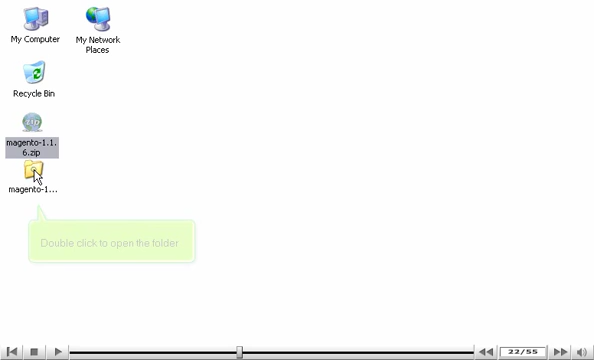 My Computer
My Network
Places
Recycle Bin
ZIP
magento-1.1.
6.zip
magento-1...
Double click to open the folder
22/55